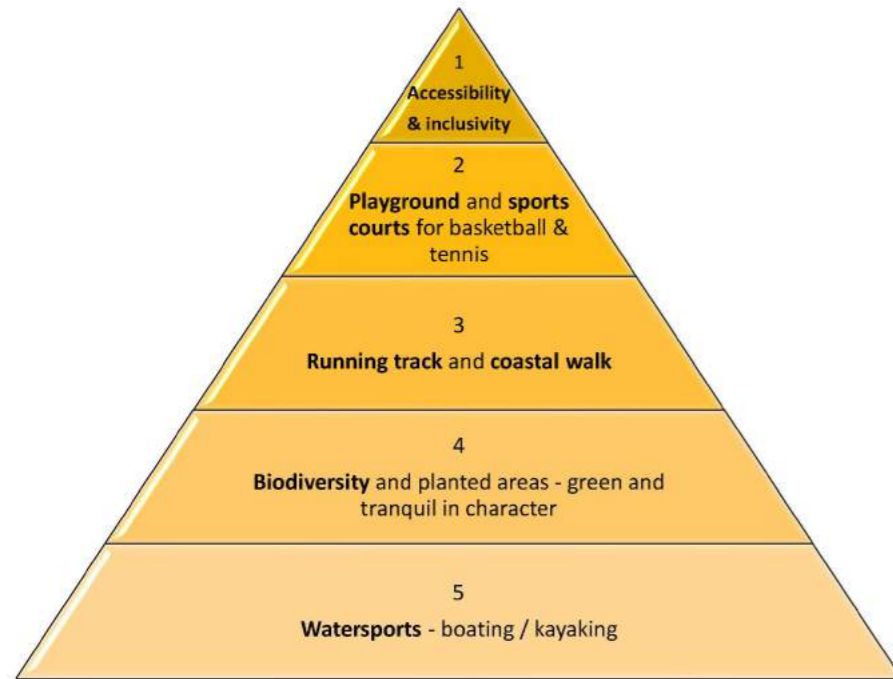 1
Accessibility
& inclusivity
2
Playground and sports
courts for basketball &
tennis
3
Running track and coastal walk
4
Biodiversity and planted areas - green and
tranquil in character
5
Watersports - boating / kayaking